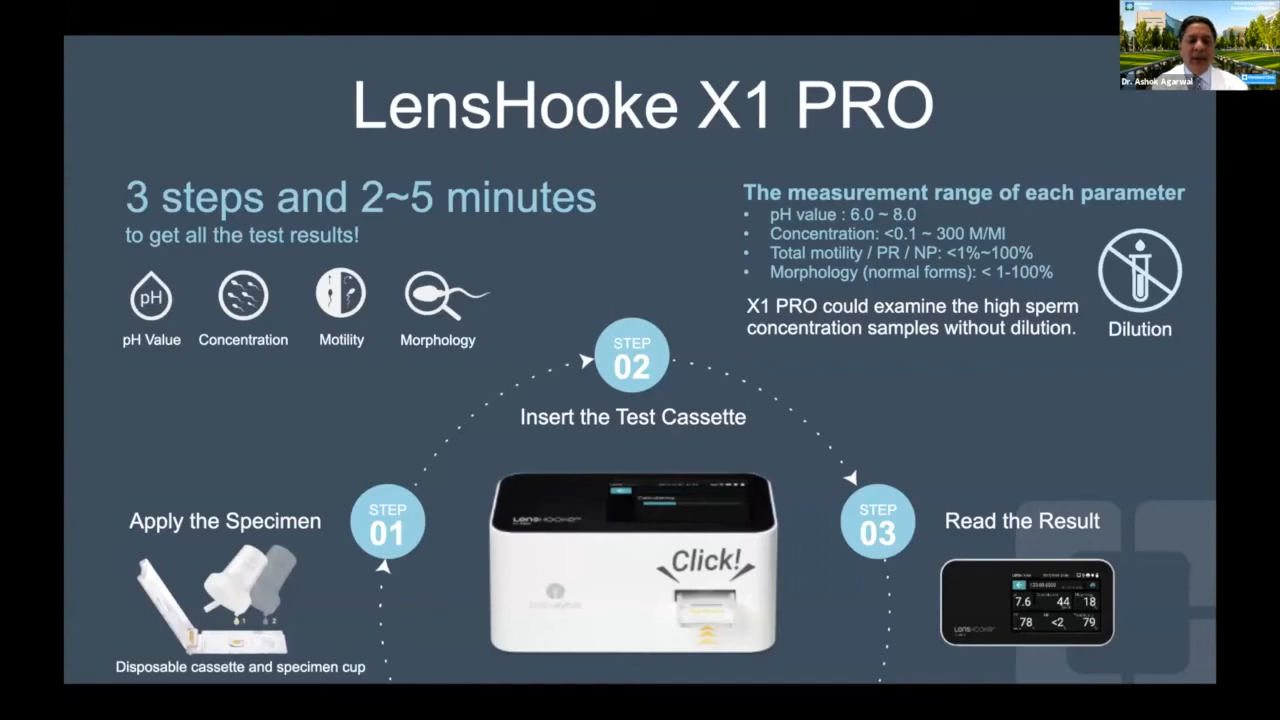 LensHooke X1 PRO
Dr. Ashok Agarwal
3 steps and 2~5 minutes
to get all the test results!
pH
pH Value
Concentration
Motility
Morphology
The measurement range of each parameter
• pH value : 6.0 ~ 8.0
• Concentration: <0.1 ~ 300 M/Ml
• Total motility / PR / NP: <1%~100%
• Morphology (normal forms): < 1-100%
X1 PRO could examine the high sperm
concentration samples without dilution.
Dilution
STEP
02
Insert the Test Cassette
Apply the Specimen
STEP
01
1
2
Disposable cassette and specimen cup
LENSHOOKE
Click!
STEP
03
Read the Result
7.6
44
18
78
<2
79
LENSHOOKE